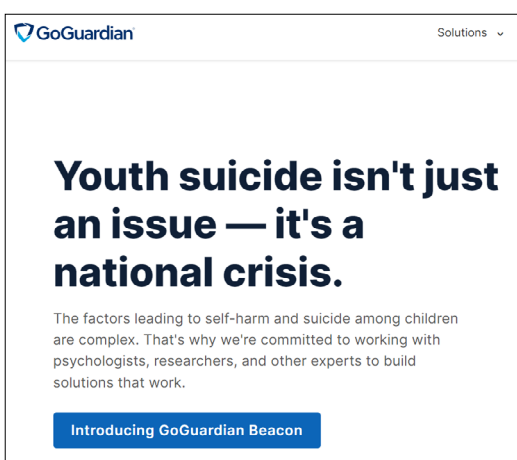 GoGuardian
Solutions
Youth suicide isn't just
an issue — it's a
national crisis.
The factors leading to self-harm and suicide among children
are complex. That's why we're committed to working with
psychologists, researchers, and other experts to build
solutions that work.
Introducing GoGuardian Beacon